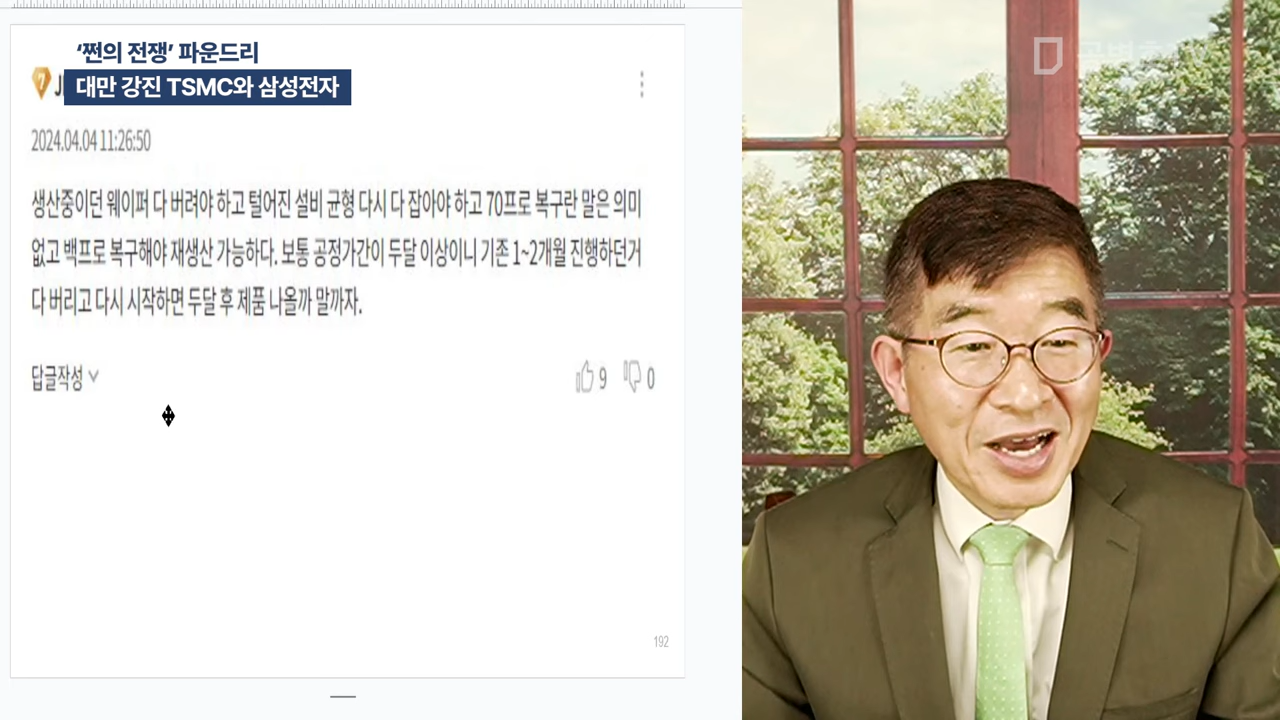 '쩐의 전쟁' 파운드리
대만 강진 TSMC와 삼성전자
7
2024.04.04 11:26:50
생산중이던 웨이퍼 다 버려야 하고 털어진 설비 균형 다시 다 잡아야 하고 70프로 복구란 말은 의미
없고 백프로 복구해야 재생산 가능하다. 보통 공정가간이 두달 이상이니 기존 1~2개월 진행하던거
다 버리고 다시 시작하면 두달 후 제품 나올까 말까자.
답글작성
9 0
192